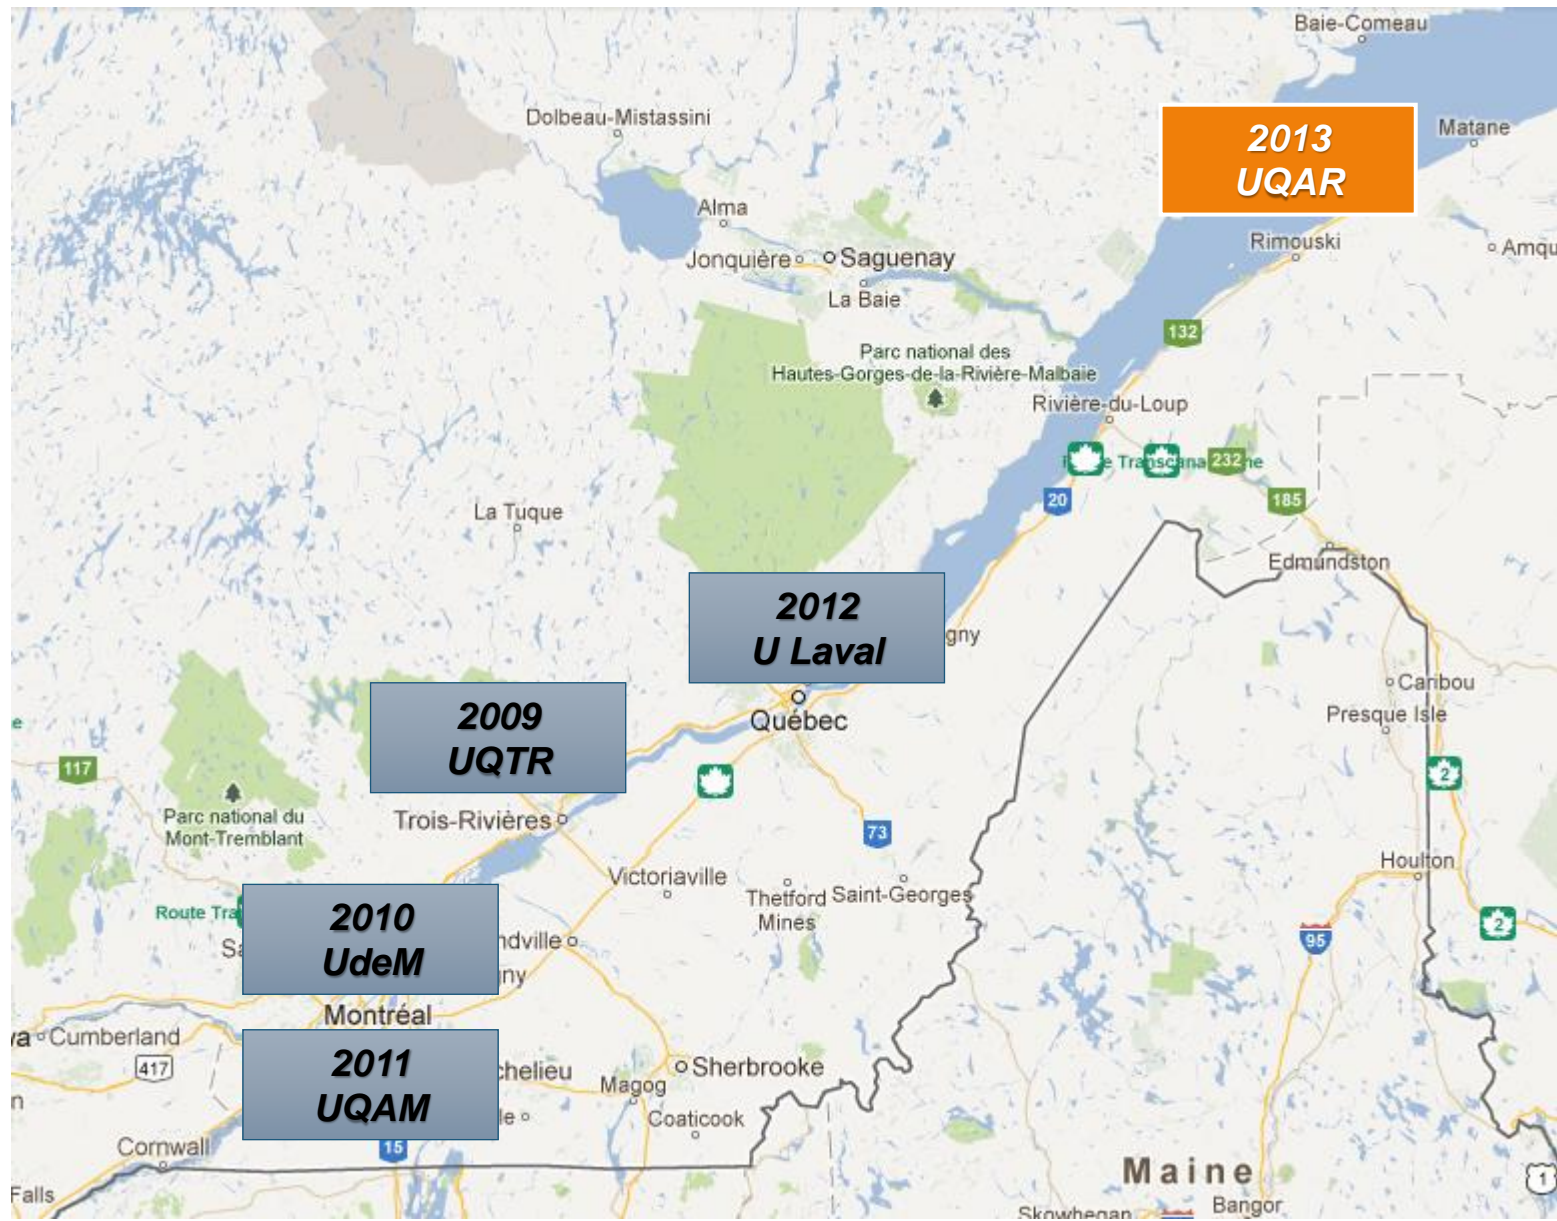 Baie-Comeau
Dolbeau-Mistassini
2013
UQAR
Matane
Alma
Rimouski
Jonquière
Saguenay
La Baie
132
Parc national des
Hautes-Gorges-de-la-Rivière-Malbaie
Rivière-du-Loup
232
20
185
La Tuque
Edmundston
2012
U Laval
gny
Caribou
2009
UQTR
Québec
Presque Isle
117
2
Parc national du
Mont-Tremblant
Trois-Rivières
73
Houlton
Victoriaville
Thetford
Mines
Saint-Georges
2010
UdeM
Route Tra
Sa
ndville
gny
95
2
Montréal
Cumberland
417
2011
UQAM
chelieu
Sherbrooke
Magog
le
Coaticook
Cornwall
15
Maine
1
Falls
Bangor
Skowhegan